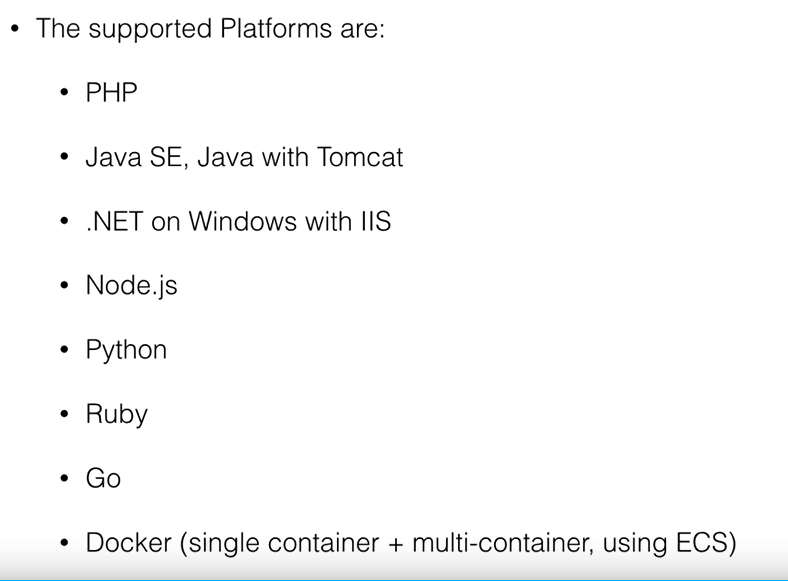 • The supported Platforms are:
• PHP
• Java SE, Java with Tomcat
• .NET on Windows with IIS
• Node.js
• Python
• Ruby
• Go
• Docker (single container + multi-container, using ECS)